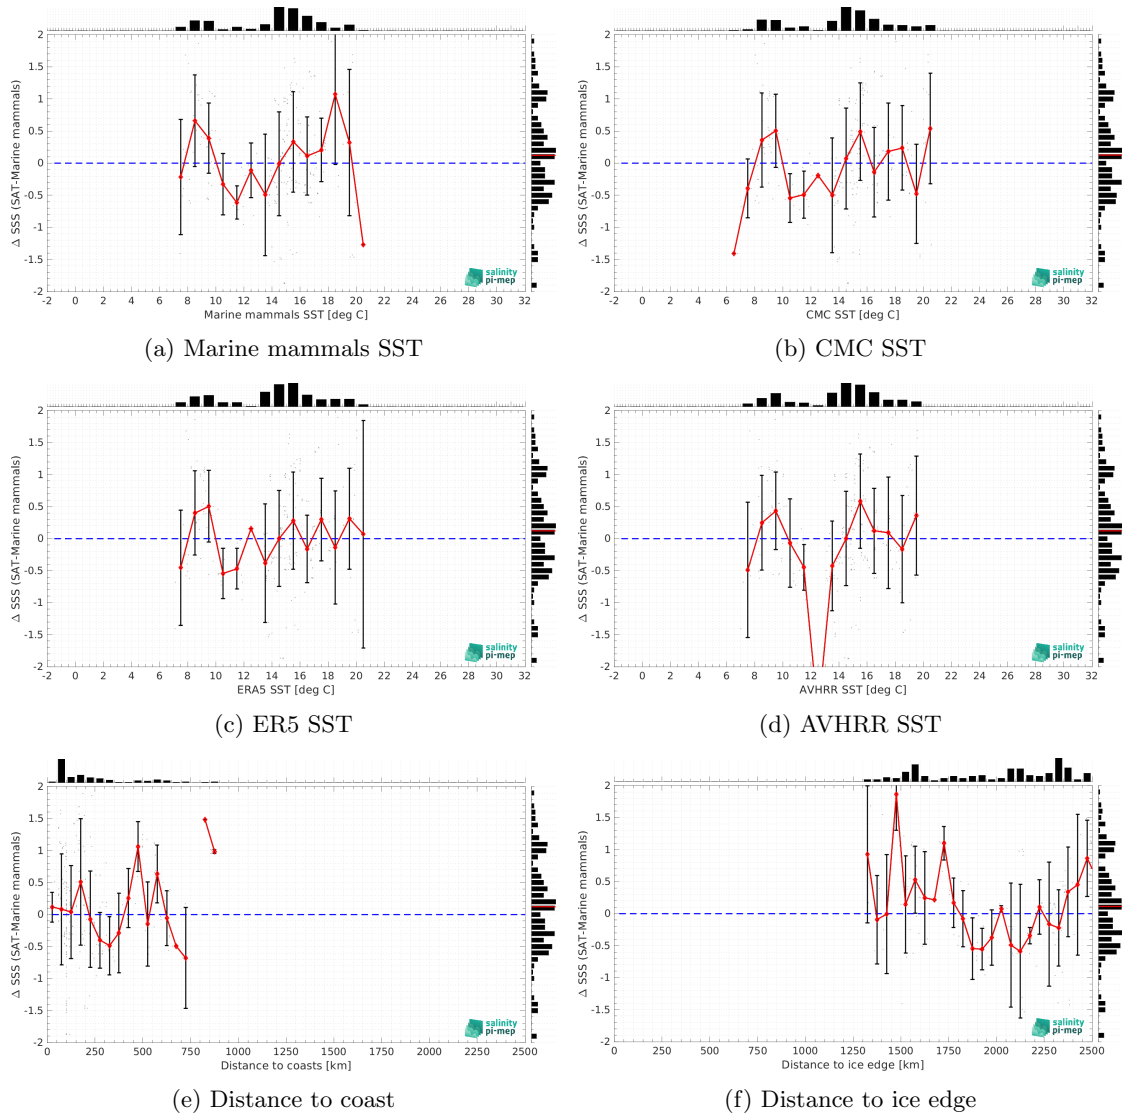 2
1.5
1
0.5
0
-0.5
-1
-1.5
-2
Δ SSS (SAT-Marine mammals)
salinity
pi-mep
-2 0 2 4 6 8 10 12 14 16 18 20 22 24 26 28 30 32
Marine mammals SST [deg C]
(a) Marine mammals SST
2
1.5
1
0.5
0
-0.5
-1
-1.5
-2
Δ SSS (SAT-Marine mammals)
salinity
pi-mep
-2 0 2 4 6 8 10 12 14 16 18 20 22 24 26 28 30 32
CMC SST [deg C]
(b) CMC SST
2
1.5
1
0.5
0
-0.5
-1
-1.5
-2
Δ SSS (SAT-Marine mammals)
salinity
pi-mep
-2 0 2 4 6 8 10 12 14 16 18 20 22 24 26 28 30 32
ERA5 SST [deg C]
(c) ER5 SST
2
1.5
1
0.5
0
-0.5
-1
-1.5
-2
Δ SSS (SAT-Marine mammals)
salinity
pi-mep
-2 0 2 4 6 8 10 12 14 16 18 20 22 24 26 28 30 32
AVHRR SST [deg C]
(d) AVHRR SST
2
1.5
1
0.5
0
-0.5
-1
-1.5
-2
Δ SSS (SAT-Marine mammals)
salinity
pi-mep
0 250 500 750 1000 1250 1500 1750 2000 2250 2500
Distance to coasts [km]
(e) Distance to coast
2
1.5
1
0.5
0
-0.5
-1
-1.5
-2
Δ SSS (SAT-Marine mammals)
salinity
pi-mep
0 250 500 750 1000 1250 1500 1750 2000 2250 2500
Distance to ice edge [km]
(f) Distance to ice edge